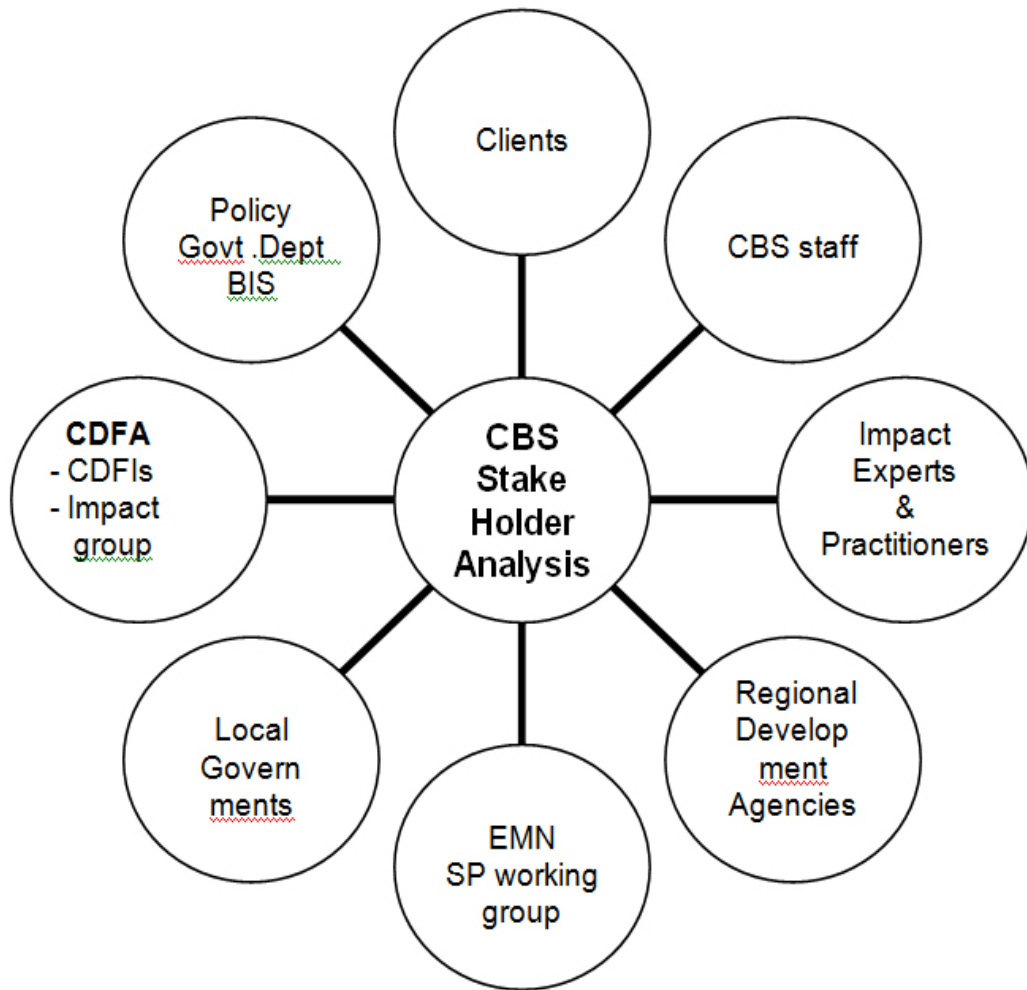 Clients
CBS staff
Impact
Experts
&
Practitioners
Regional
Develop
ment
Agencies
EMN
SP working
group
Local
Govern
ments
CDFA
- CDFIs
- Impact
group
Policy
Govt .Dept
BIS
CBS
Stake
Holder
Analysis